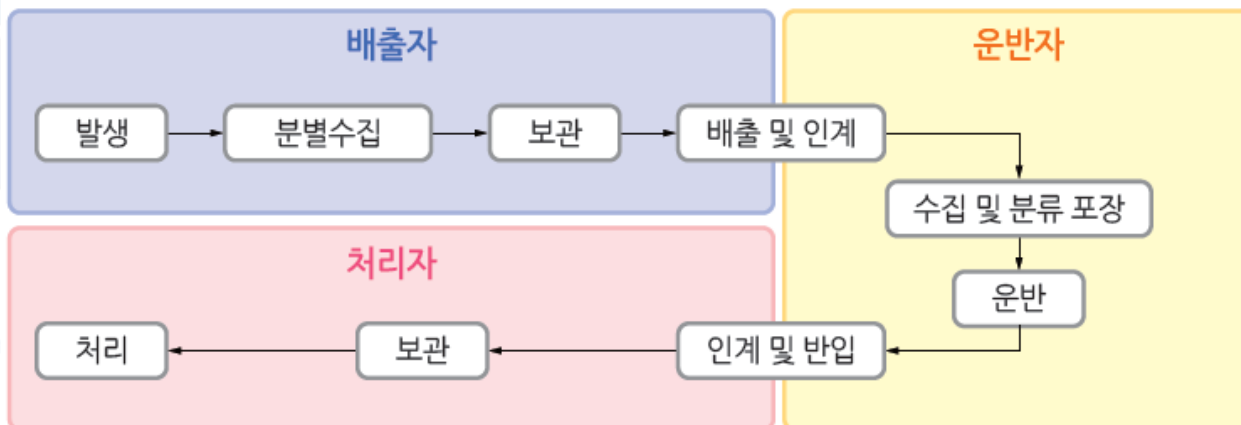 배출자
발생
분별수집
보관
배출 및 인계
운반자
수집 및 분류 포장
운반
처리자
인계 및 반입
보관
처리